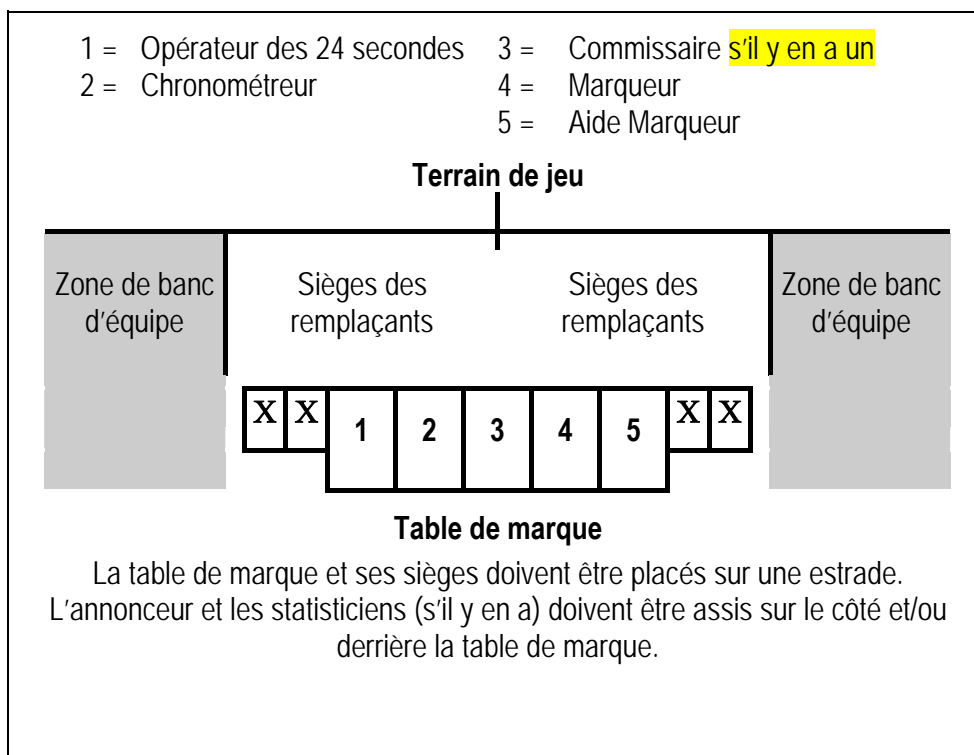 1 = Opérateur des 24 secondes
2 = Chronométreur
3 = Commissaire s'il y en a un
4 = Marqueur
5 = Aide Marqueur
Terrain de jeu
Zone de banc
d'équipe
Sièges des
remplaçants
Sièges des
remplaçants
Zone de banc
d'équipe
X X 1 2 3 4 5 X X
Table de marque
La table de marque et ses sièges doivent être placés sur une estrade.
L'annonceur et les statisticiens (s'il y en a) doivent être assis sur le côté et/ou
derrière la table de marque.